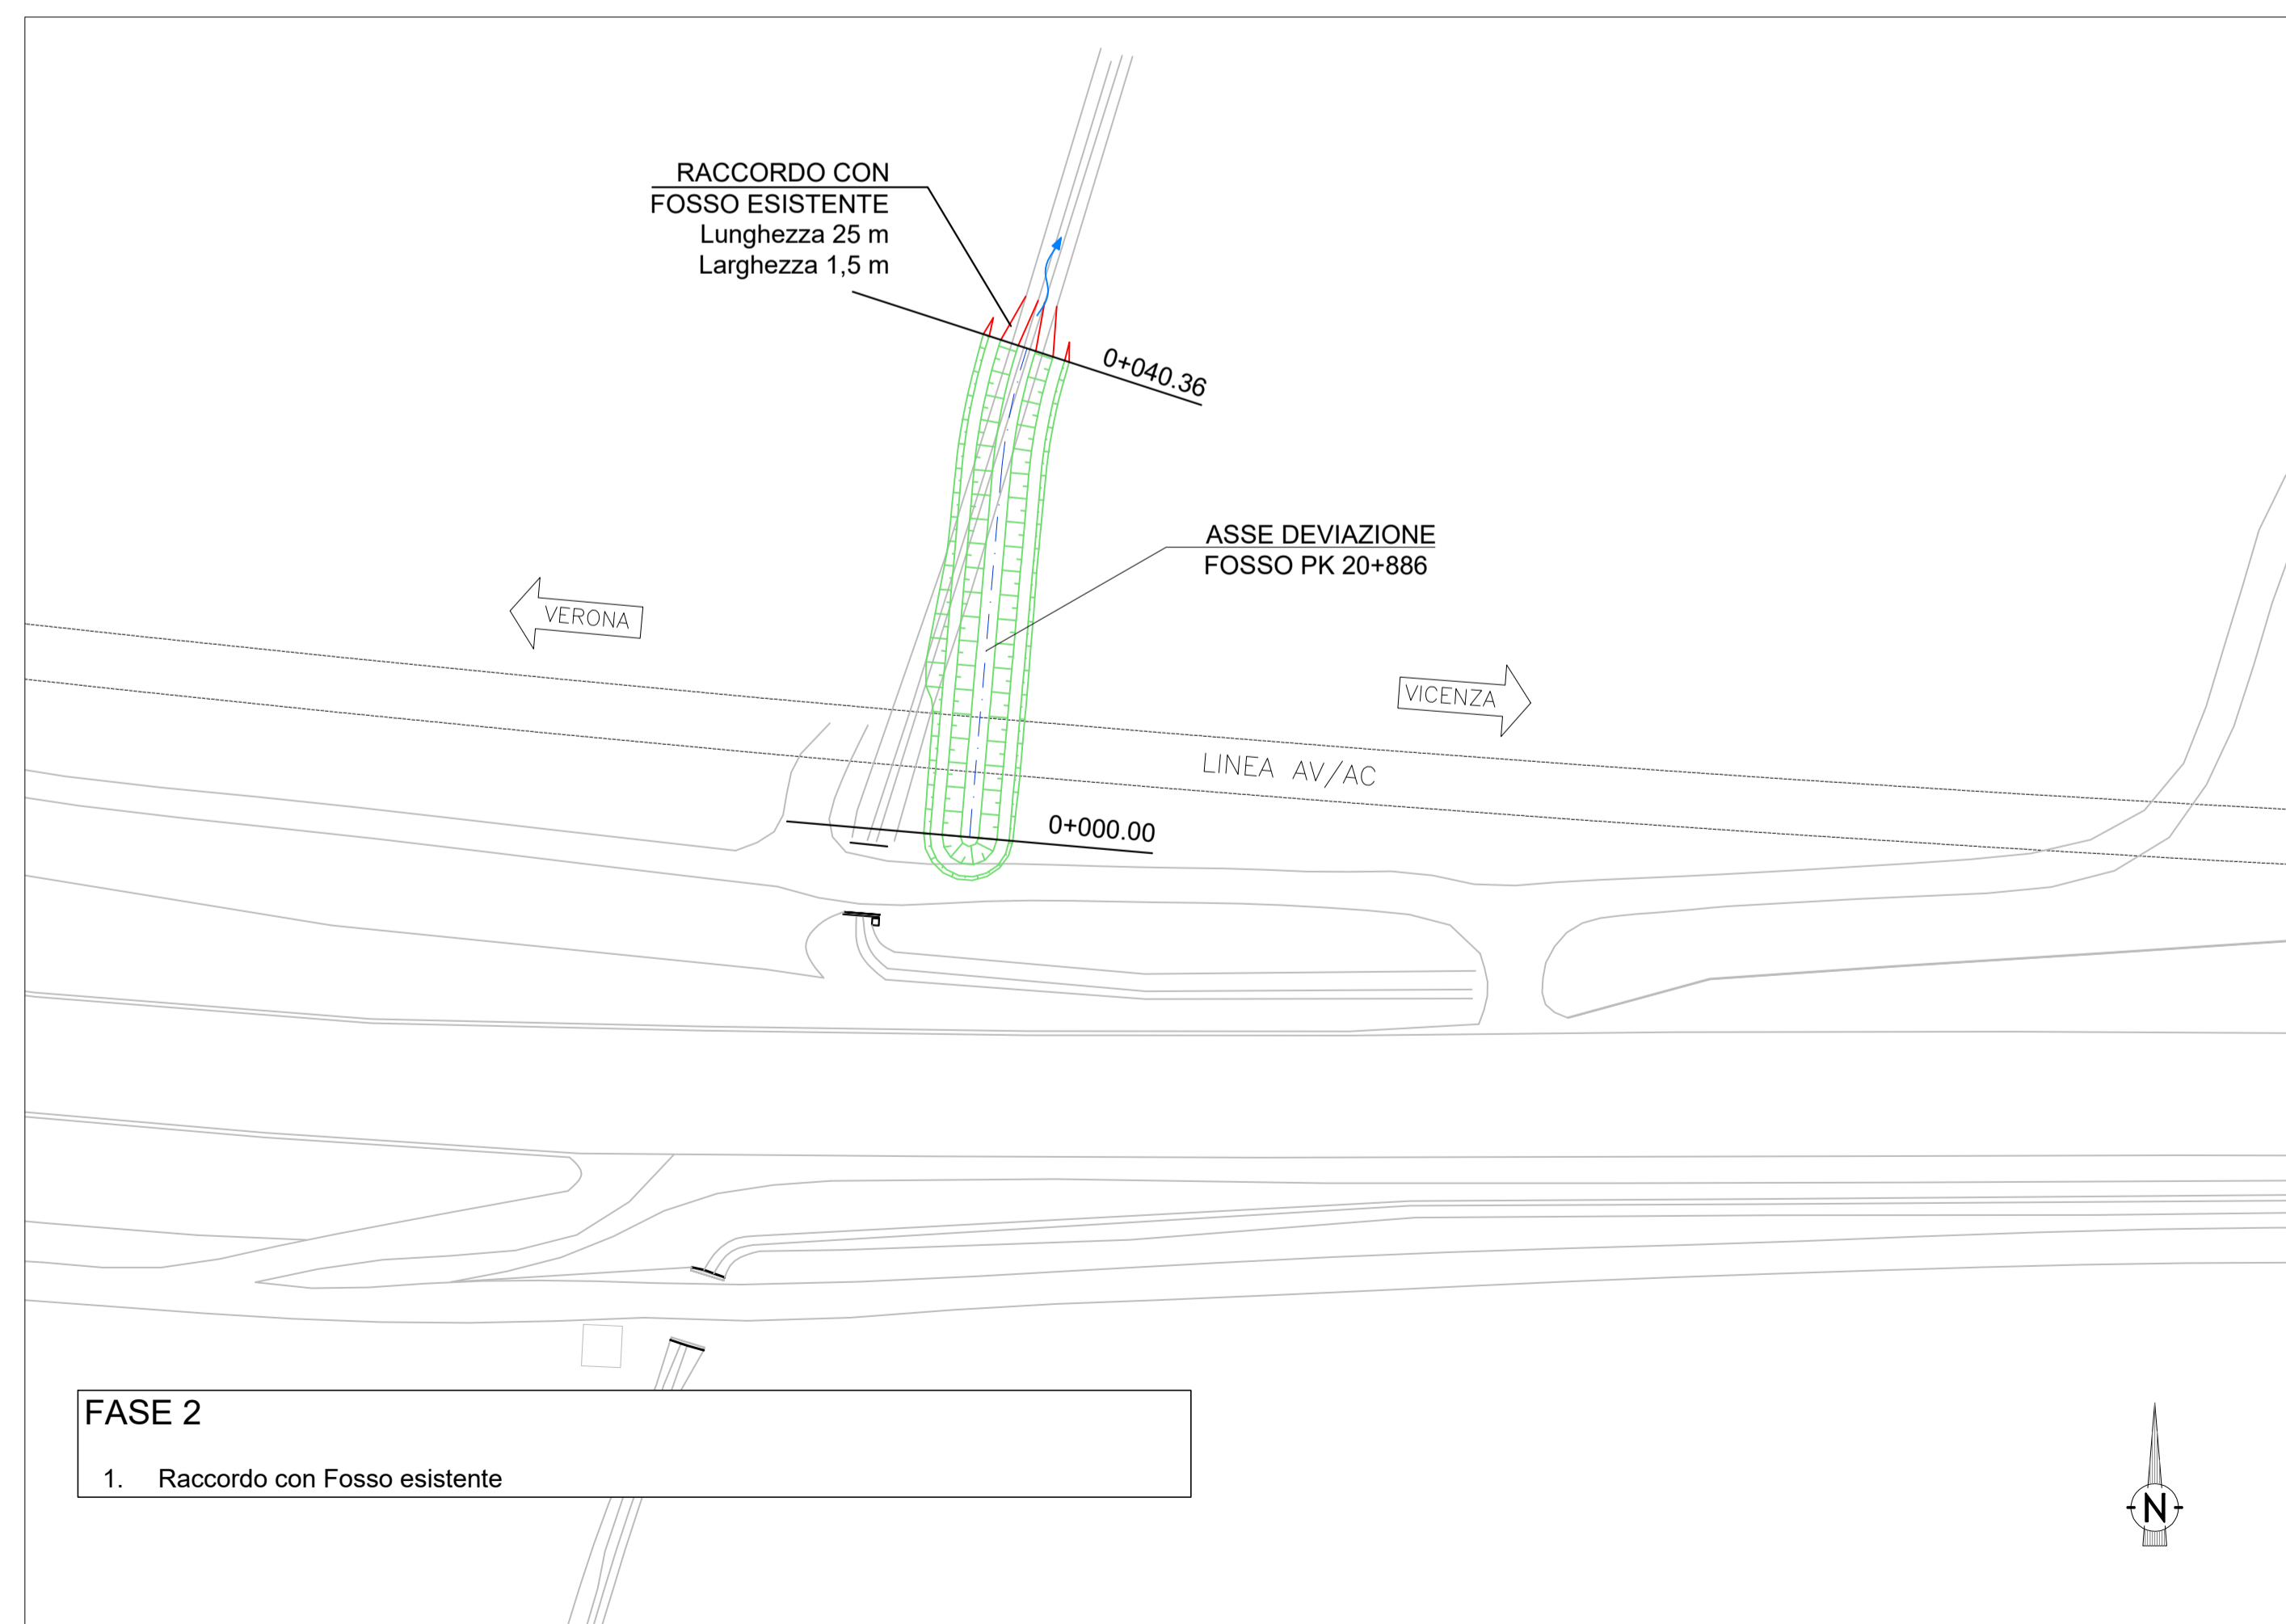 RACCORDO CON
FOSSO ESISTENTE
Lunghezza 25 m
Larghezza 1,5 m
0+040.36
ASSE DEVIAZIONE
FOSSO PK 20+886
VERONA
VICENZA
LINEA AV/AC
0+000.00
FASE 2
1. Raccordo con Fosso esistente
N